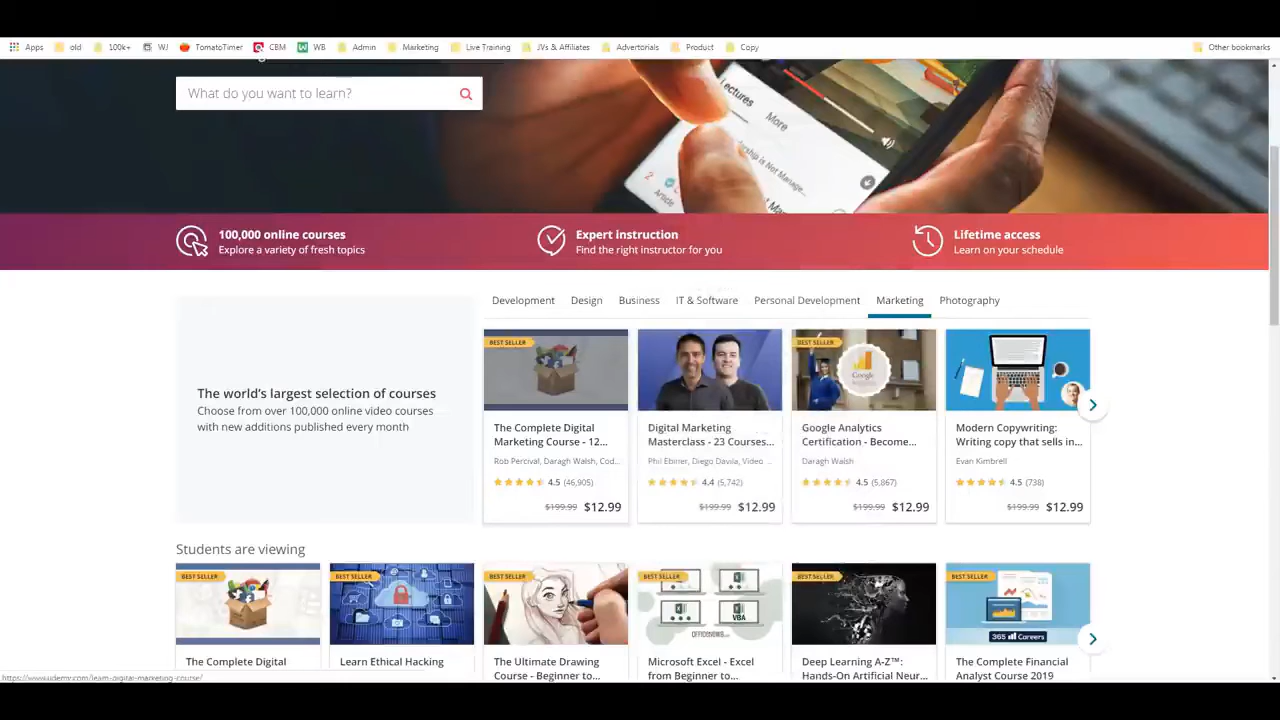 Apps old 100k+ WJ TomatoTimer CBM WB Admin Marketing Live Training JVs & Affiliates Advertorials Product Copy Other bookmarks
What do you want to learn?
Lectures
More
Article
100,000 online courses
Explore a variety of fresh topics
Expert instruction
Find the right instructor for you
Lifetime access
Learn on your schedule
Development Design Business IT & Software Personal Development Marketing Photography
The world's largest selection of courses
Choose from over 100,000 online video courses
with new additions published every month
BEST SELLER
The Complete Digital
Marketing Course - 12...
Rob Percival, Daragh Walsh, Cod...
4.5 (46,905)
$199.99 $12.99
Digital Marketing
Masterclass - 23 Courses...
Phil Ebiner, Diego Davila, Video ...
4.4 (5,742)
$199.99 $12.99
BEST SELLER
Google
Google Analytics
Certification - Become...
Daragh Walsh
4.5 (5,867)
$199.99 $12.99
Modern Copywriting:
Writing copy that sells in...
Evan Kimbrell
4.5 (738)
$199.99 $12.99
Students are viewing
BEST SELLER
The Complete Digital
BEST SELLER
Learn Ethical Hacking
BEST SELLER
The Ultimate Drawing
Course - Beginner to...
BEST SELLER
VBA
Microsoft Excel - Excel
from Beginner to...
BEST SELLER
Deep Learning A-Z™:
Hands-On Artificial Neur...
BEST SELLER
365 Careers
The Complete Financial
Analyst Course 2019
https://www.udemy.com/learn-digital-marketing-course/